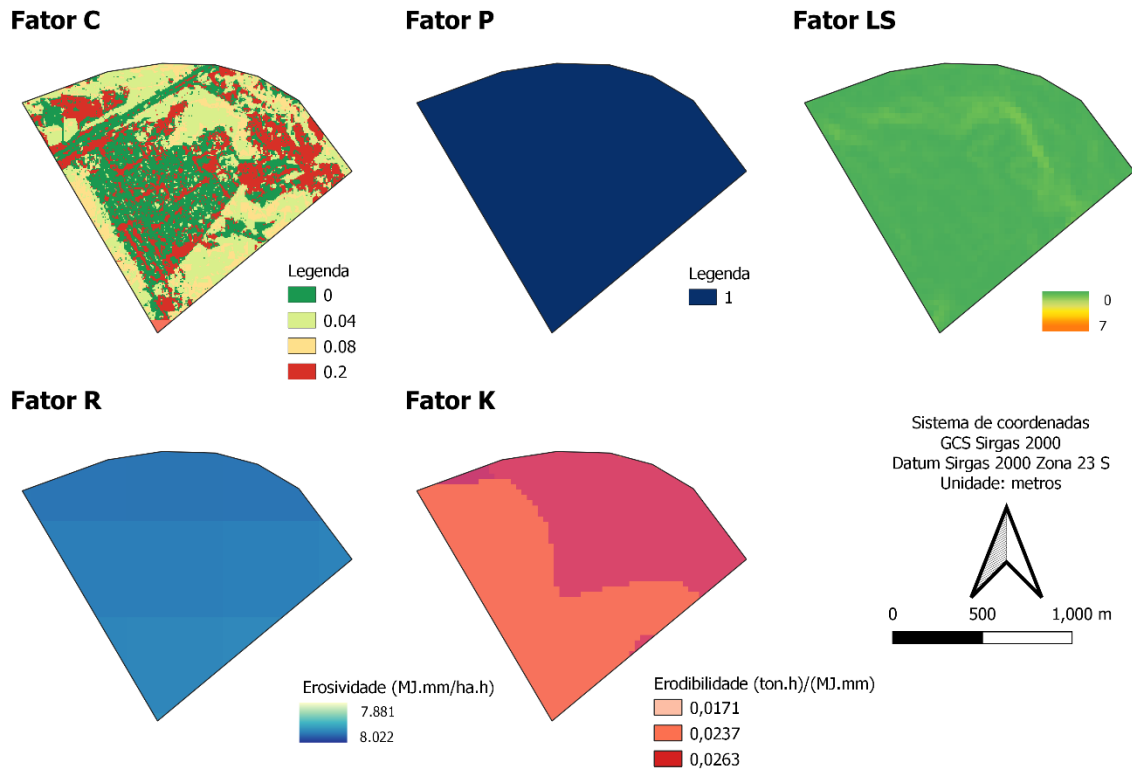 Fator C
Legenda
0
0.04
0.08
0.2
Fator P
Legenda
1
Fator LS
0
7
Fator R
Erosividade (MJ.mm/ha.h)
7.881
8.022
Fator K
Erodibilidade (ton.h)/(MJ.mm)
0,0171
0,0237
0,0263
Sistema de coordenadas
GCS Sirgas 2000
Datum Sirgas 2000 Zona 23 S
Unidade: metros
0 500 1,000 m